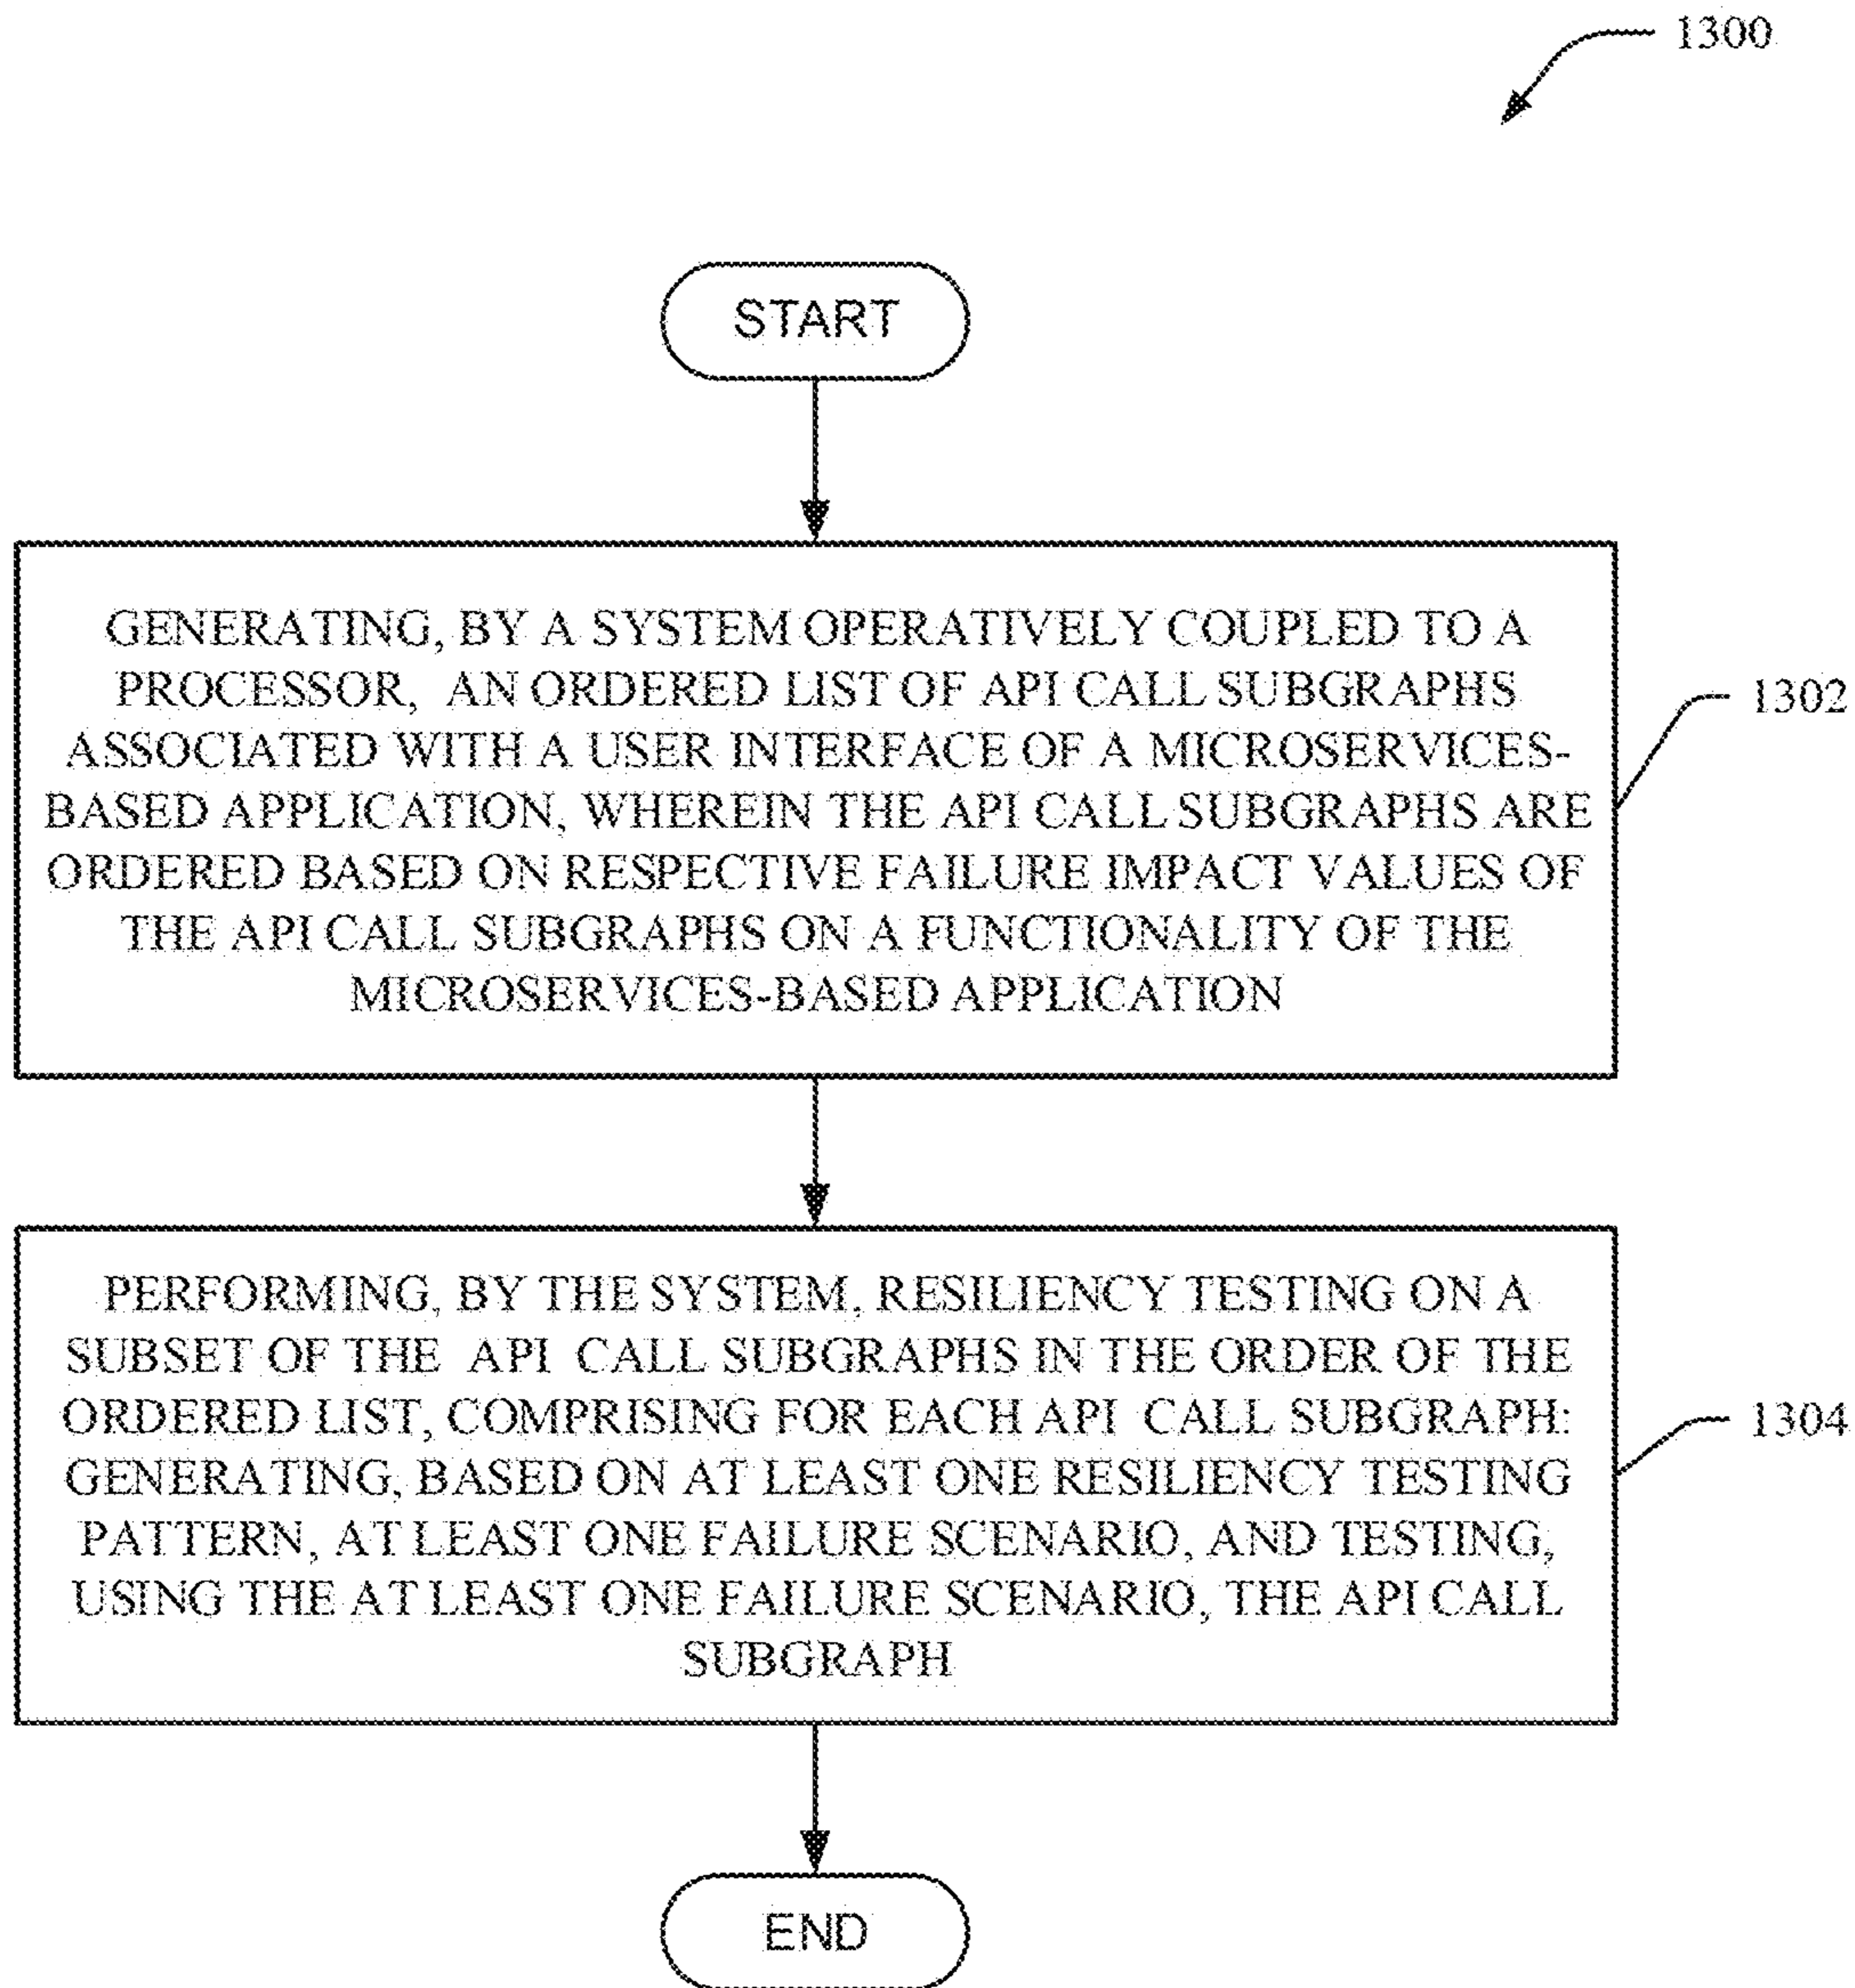 1300
START
GENERATING, BY A SYSTEM OPERATIVELY COUPLED TO A
PROCESSOR, AN ORDERED LIST OF API CALL SUBGRAPHS
ASSOCIATED WITH A USER INTERFACE OF A MICROSERVICES-
BASED APPLICATION, WHEREIN THE API CALL SUBGRAPHS ARE
ORDERED BASED ON RESPECTIVE FAILURE IMPACT VALUES OF
THE API CALL SUBGRAPHS ON A FUNCTIONALITY OF THE
MICROSERVICES-BASED APPLICATION
1302
PERFORMING, BY THE SYSTEM, RESILIENCY TESTING ON A
SUBSET OF THE API CALL SUBGRAPHS IN THE ORDER OF THE
ORDERED LIST, COMPRISING FOR EACH API CALL SUBGRAPH:
GENERATING, BASED ON AT LEAST ONE RESILIENCY TESTING
PATTERN, AT LEAST ONE FAILURE SCENARIO, AND TESTING,
USING THE AT LEAST ONE FAILURE SCENARIO, THE API CALL
SUBGRAPH
1304
END